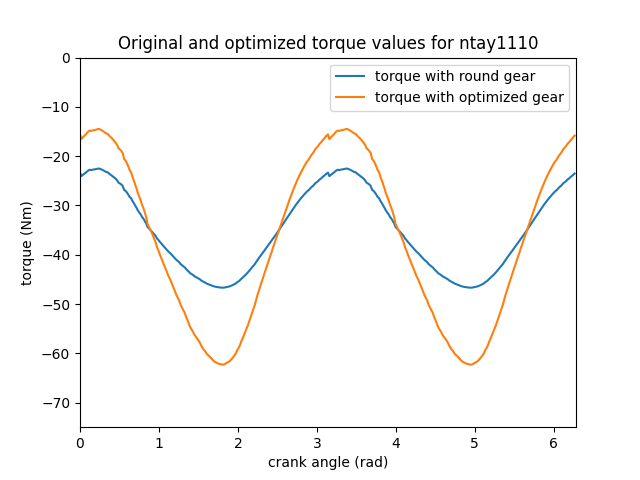 Original and optimized torque values for ntay1110
torque with round gear
torque with optimized gear
0
−10
−20
−30
−40
−50
−60
−70
torque (Nm)
0 1 2 3 4 5 6
crank angle (rad)